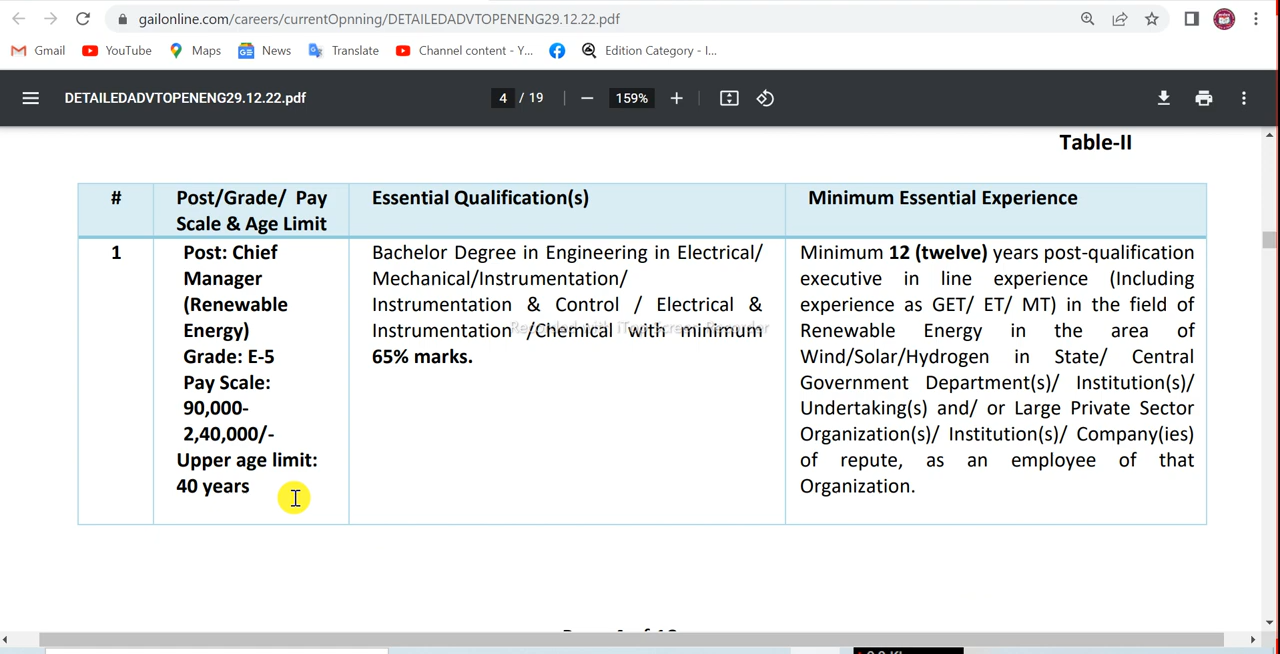 gailonline.com/careers/currentOpnning/DETAILEDADVTOPENENG29.12.22.pdf
Gmail YouTube Maps News Translate Channel content - Y... Edition Category - I...
DETAILEDADVTOPENENG29.12.22.pdf 4 / 19 159%
Table-II
# Post/Grade/ Pay Scale & Age Limit Essential Qualification(s) Minimum Essential Experience
1
Post: Chief
Manager
(Renewable
Energy)
Grade: E-5
Pay Scale:
90,000-
2,40,000/-
Upper age limit:
40 years
Bachelor Degree in Engineering in Electrical/
Mechanical/Instrumentation/
Instrumentation & Control / Electrical &
Instrumentation /Chemical with minimum
65% marks.
Minimum 12 (twelve) years post-qualification
executive in line experience (Including
experience as GET/ ET/ MT) in the field of
Renewable Energy in the area of
Wind/Solar/Hydrogen in State/ Central
Government Department(s)/ Institution(s)/
Undertaking(s) and/ or Large Private Sector
Organization(s)/ Institution(s)/ Company(ies)
of repute, as an employee of that
Organization.
Recorded with iTop Screen Recorder